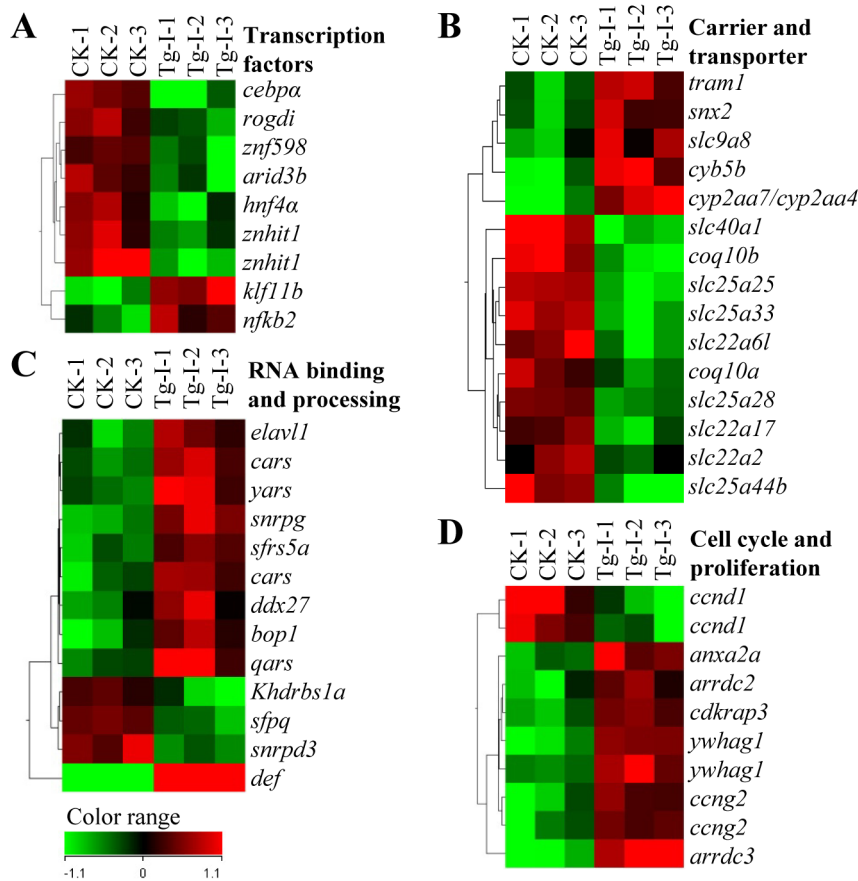 A
CK-1
CK-2
CK-3
Tg-I-1
Tg-I-2
Tg-I-3
Transcription
factors
cebpα
rogdi
znf598
arid3b
hnf4α
znhit1
znhit1
klf11b
nfkb2
B
CK-1
CK-2
CK-3
Tg-I-1
Tg-I-2
Tg-I-3
Carrier and
transporter
tram1
snx2
slc9a8
cyb5b
cyp2aa7/cyp2aa4
slc40a1
coq10b
slc25a25
slc25a33
slc22a6l
coq10a
slc25a28
slc22a17
slc22a2
slc25a44b
C
CK-1
CK-2
CK-3
Tg-I-1
Tg-I-2
Tg-I-3
RNA binding
and processing
elavl1
cars
yars
snrpg
sfrs5a
cars
ddx27
bop1
qars
Khdrbs1a
sfpq
snrpd3
def
Color range
-1.1 0 1.1
D
CK-1
CK-2
CK-3
Tg-I-1
Tg-I-2
Tg-I-3
Cell cycle and
proliferation
ccnd1
ccnd1
anxa2a
arrdc2
cdkrap3
ywhag1
ywhag1
ccng2
ccng2
arrdc3